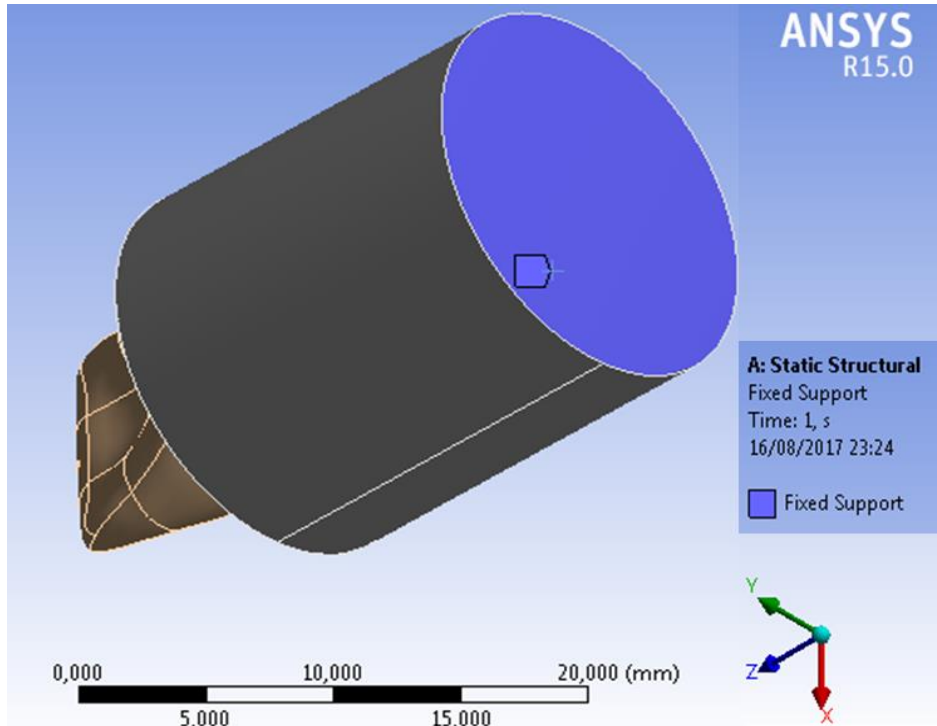 ANSYS
R15.0
A: Static Structural
Fixed Support
Time: 1, s
16/08/2017 23:24
Fixed Support
Y
Z
X
0,000 10,000 20,000 (mm)
5,000 15,000